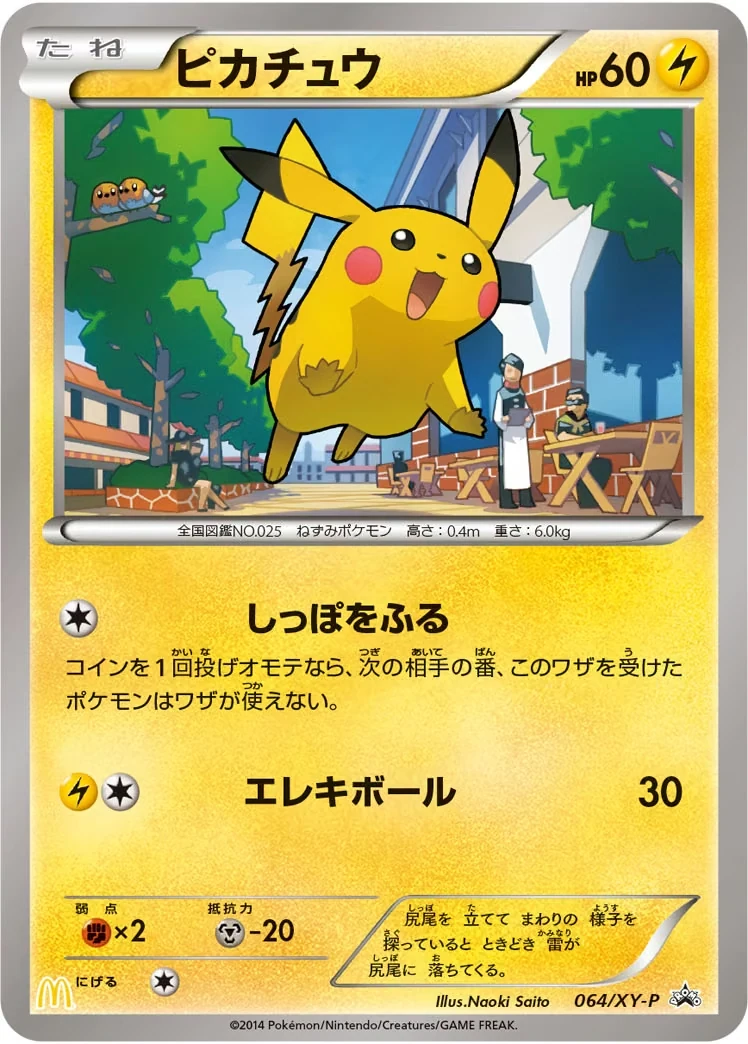 たね
ピカチュウ
HP60
全国図鑑NO.025 ねずみポケモン 高さ：0.4m 重さ：6.0kg
しっぽをふる
コインを1回投げオモテなら、次の相手の番、このワザを受けた
ポケモンはワザが使えない。
エレキボール 30
弱点 抵抗力
×2 -20
にげる
尻尾を 立てて まわりの 様子を
探っていると ときどき 雷が
尻尾に 落ちてくる。
Illus.Naoki Saito 064/XY-P
©2014 Pokémon/Nintendo/Creatures/GAME FREAK.